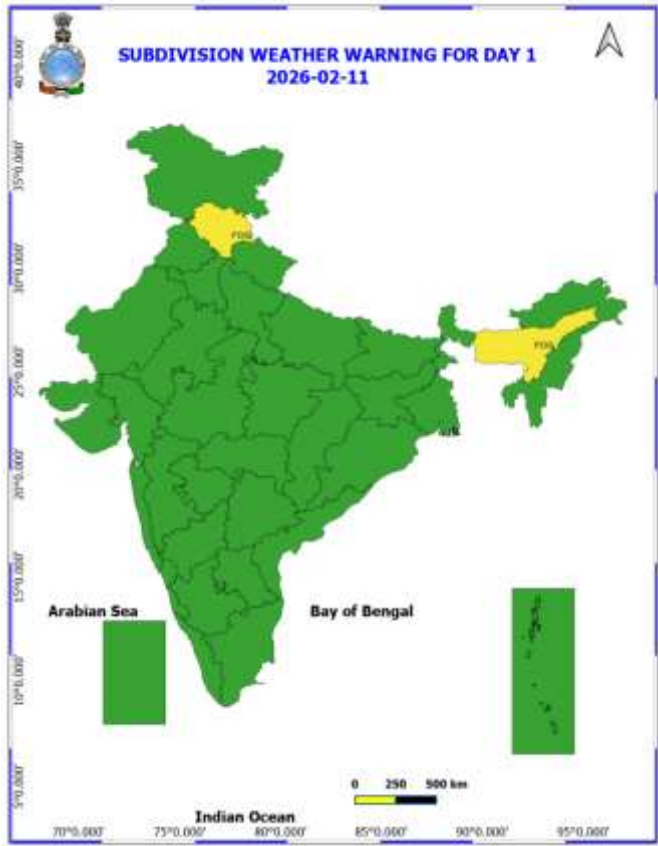 SUBDIVISION WEATHER WARNING FOR DAY 1
2026-02-11
40°0.000'
35°0.000'
FOG
30°0.000'
FOG
25°0.000'
20°0.000'
15°0.000'
Arabian Sea
Bay of Bengal
10°0.000'
0 250 500 km
5°0.000'
Indian Ocean
70°0.000' 75°0.000' 80°0.000' 85°0.000' 90°0.000' 95°0.000'